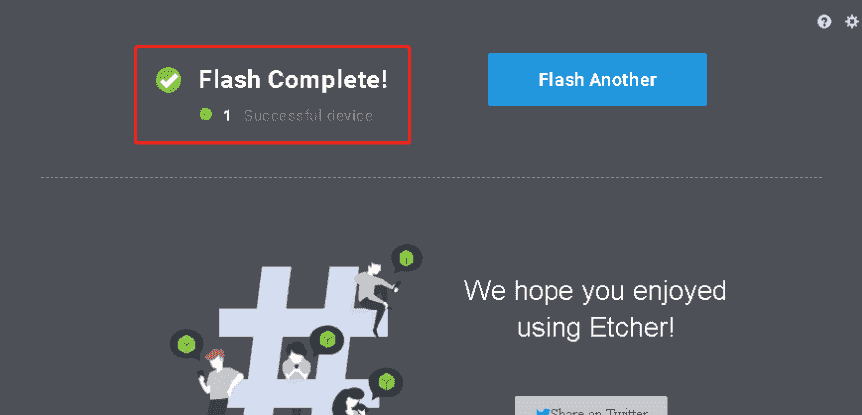 Flash Complete!
1 Successful device
Flash Another
We hope you enjoyed
using Etcher!
Share on Twitter